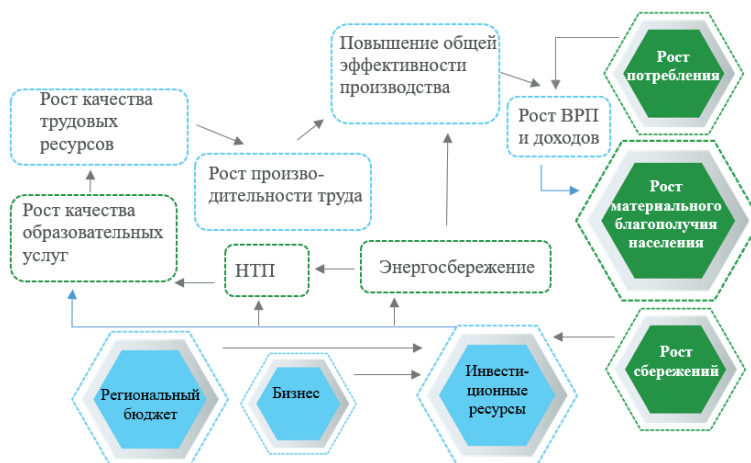 Повышение общей
эффективности
производства
Рост
потребления
Рост качества
трудовых
ресурсов
Рост ВРП
и доходов
Рост произво-
дительности труда
Рост
материального
благополучия
населения
Рост качества
образовательных
услуг
НТП
Энергосбережение
Рост
сбережений
Региональный
бюджет
Бизнес
Инвести-
ционные
ресурсы